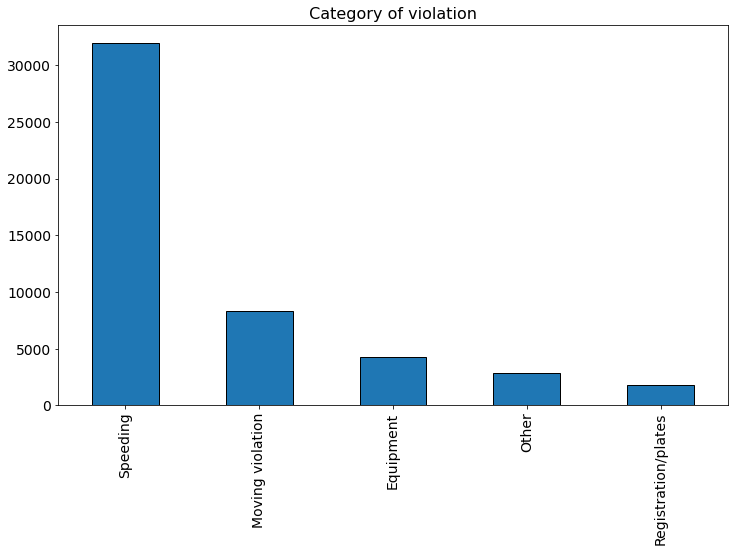 Category of violation
30000
25000
20000
15000
10000
5000
0
Speeding
Moving violation
Equipment
Other
Registration/plates